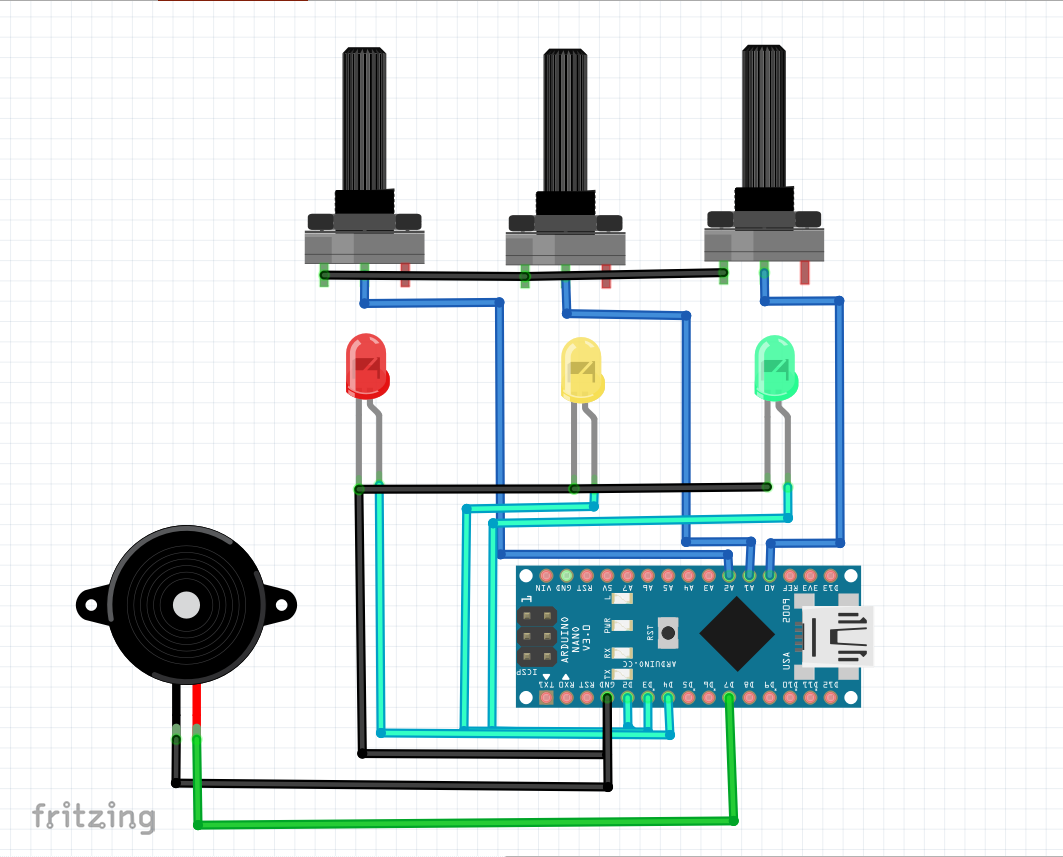 VIN GND RST 5V A7 A6 A5 A4 A3 A2 A1 A0 REF 3V3 D13
L
PWR
RX
TX
RST
1
ICSP
ARDUINO
NANO
V3.0
ARDUINO.CC
USA
TX1 RX0 RST GND D2 D3 D4 D5 D6 D7 D8 D9 D10 D11 D12
fritzing